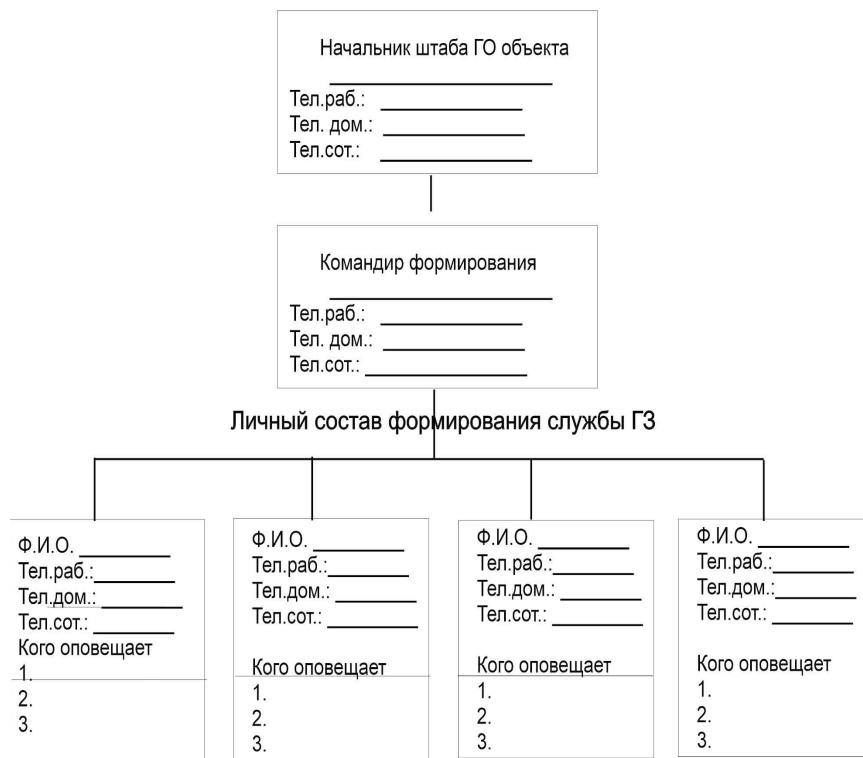 Начальник штаба ГО объекта
Тел.раб.:
Тел. дом.:
Тел.сот.:
Командир формирования
Тел.раб.:
Тел. дом.:
Тел.сот.:
Личный состав формирования службы ГЗ
Ф.И.О.
Тел.раб.:
Тел.дом.:
Тел.сот.:
Кого оповещает
1.
2.
3.
Ф.И.О.
Тел.раб.:
Тел.дом.:
Тел.сот.:
Кого оповещает
1.
2.
3.
Ф.И.О.
Тел.раб.:
Тел.дом.:
Тел.сот.:
Кого оповещает
1.
2.
3.
Ф.И.О.
Тел.раб.:
Тел.дом.:
Тел.сот.:
Кого оповещает
1.
2.
3.